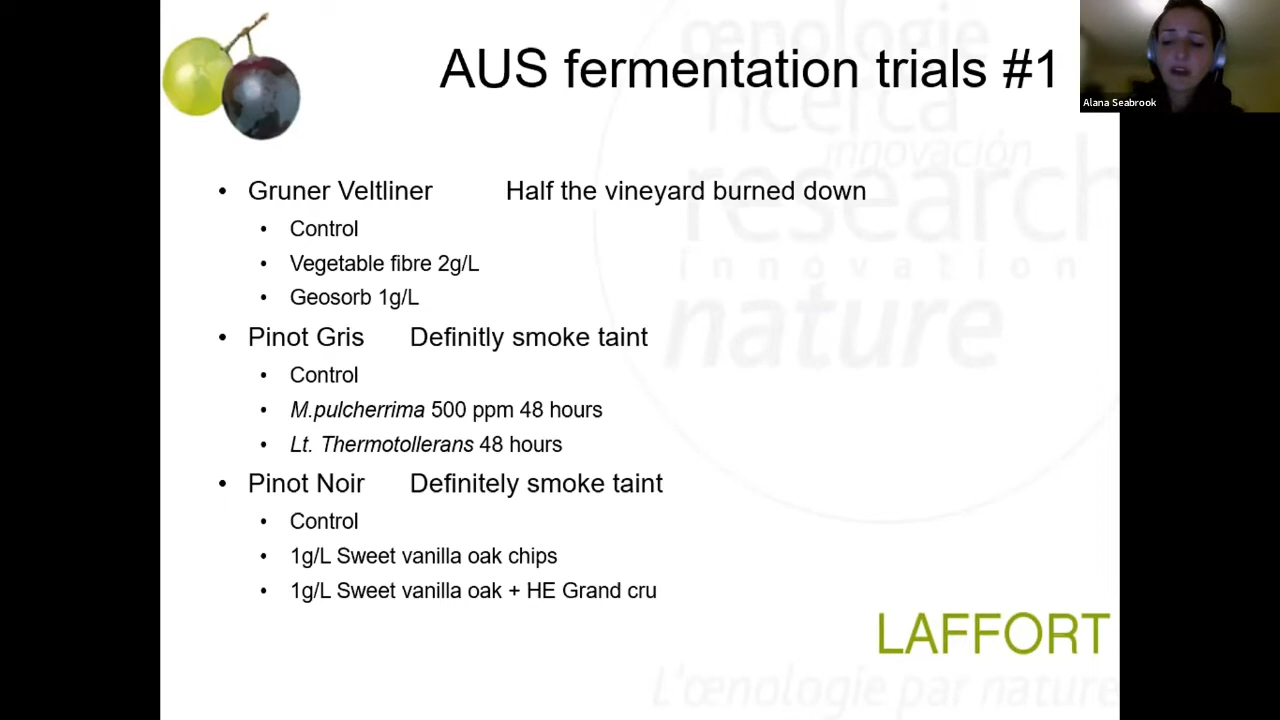 AUS fermentation trials #1
Alana Seabrook
• Gruner Veltliner Half the vineyard burned down
• Control
• Vegetable fibre 2g/L
• Geosorb 1g/L
• Pinot Gris Definitly smoke taint
• Control
• M.pulcherrima 500 ppm 48 hours
• Lt. Thermotollerans 48 hours
• Pinot Noir Definitely smoke taint
• Control
• 1g/L Sweet vanilla oak chips
• 1g/L Sweet vanilla oak + HE Grand cru
œnologie
ricerca
innovación
research
innovation
nature
LAFFORT
L'œnologie par nature